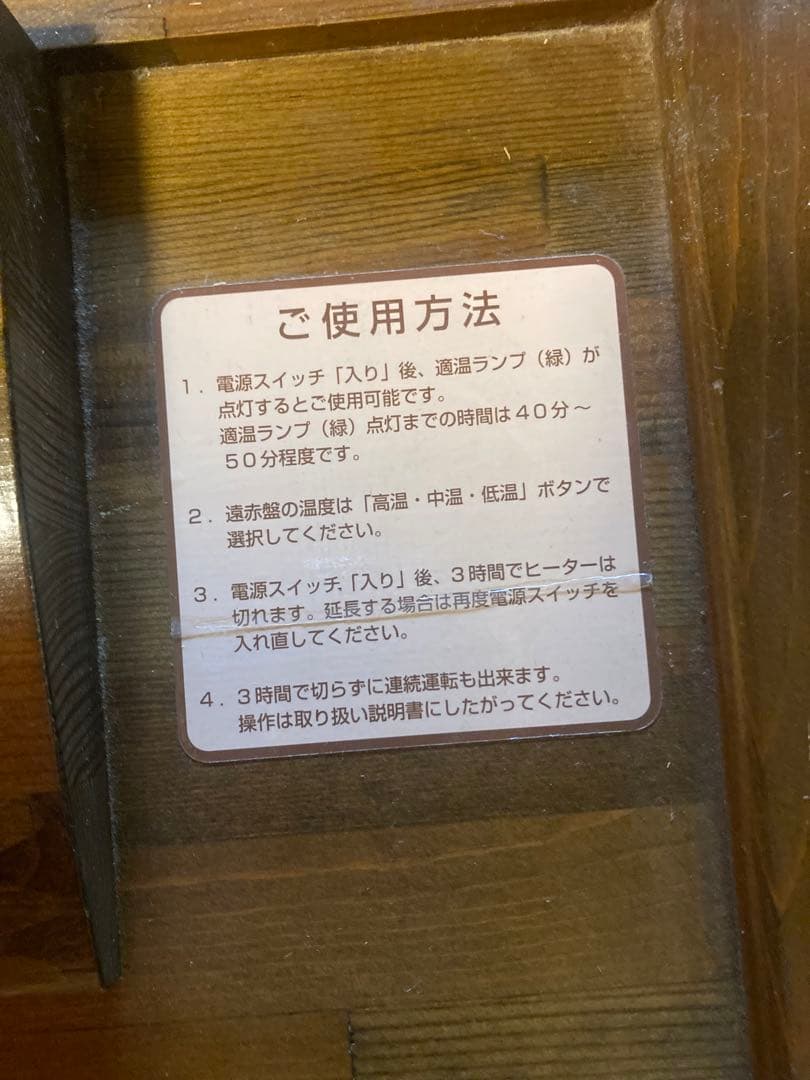 ご使用方法
1．電源スイッチ「入り」後、適温ランプ（緑）が
点灯するとご使用可能です。
適温ランプ（緑）点灯までの時間は４０分～
５０分程度です。
2．遠赤盤の温度は「高温・中温・低温」ボタンで
選択してください。
3．電源スイッチ「入り」後、３時間でヒーターは
切れます。延長する場合は再度電源スイッチを
入れ直してください。
4．３時間で切らずに連続運転も出来ます。
操作は取り扱い説明書にしたがってください。